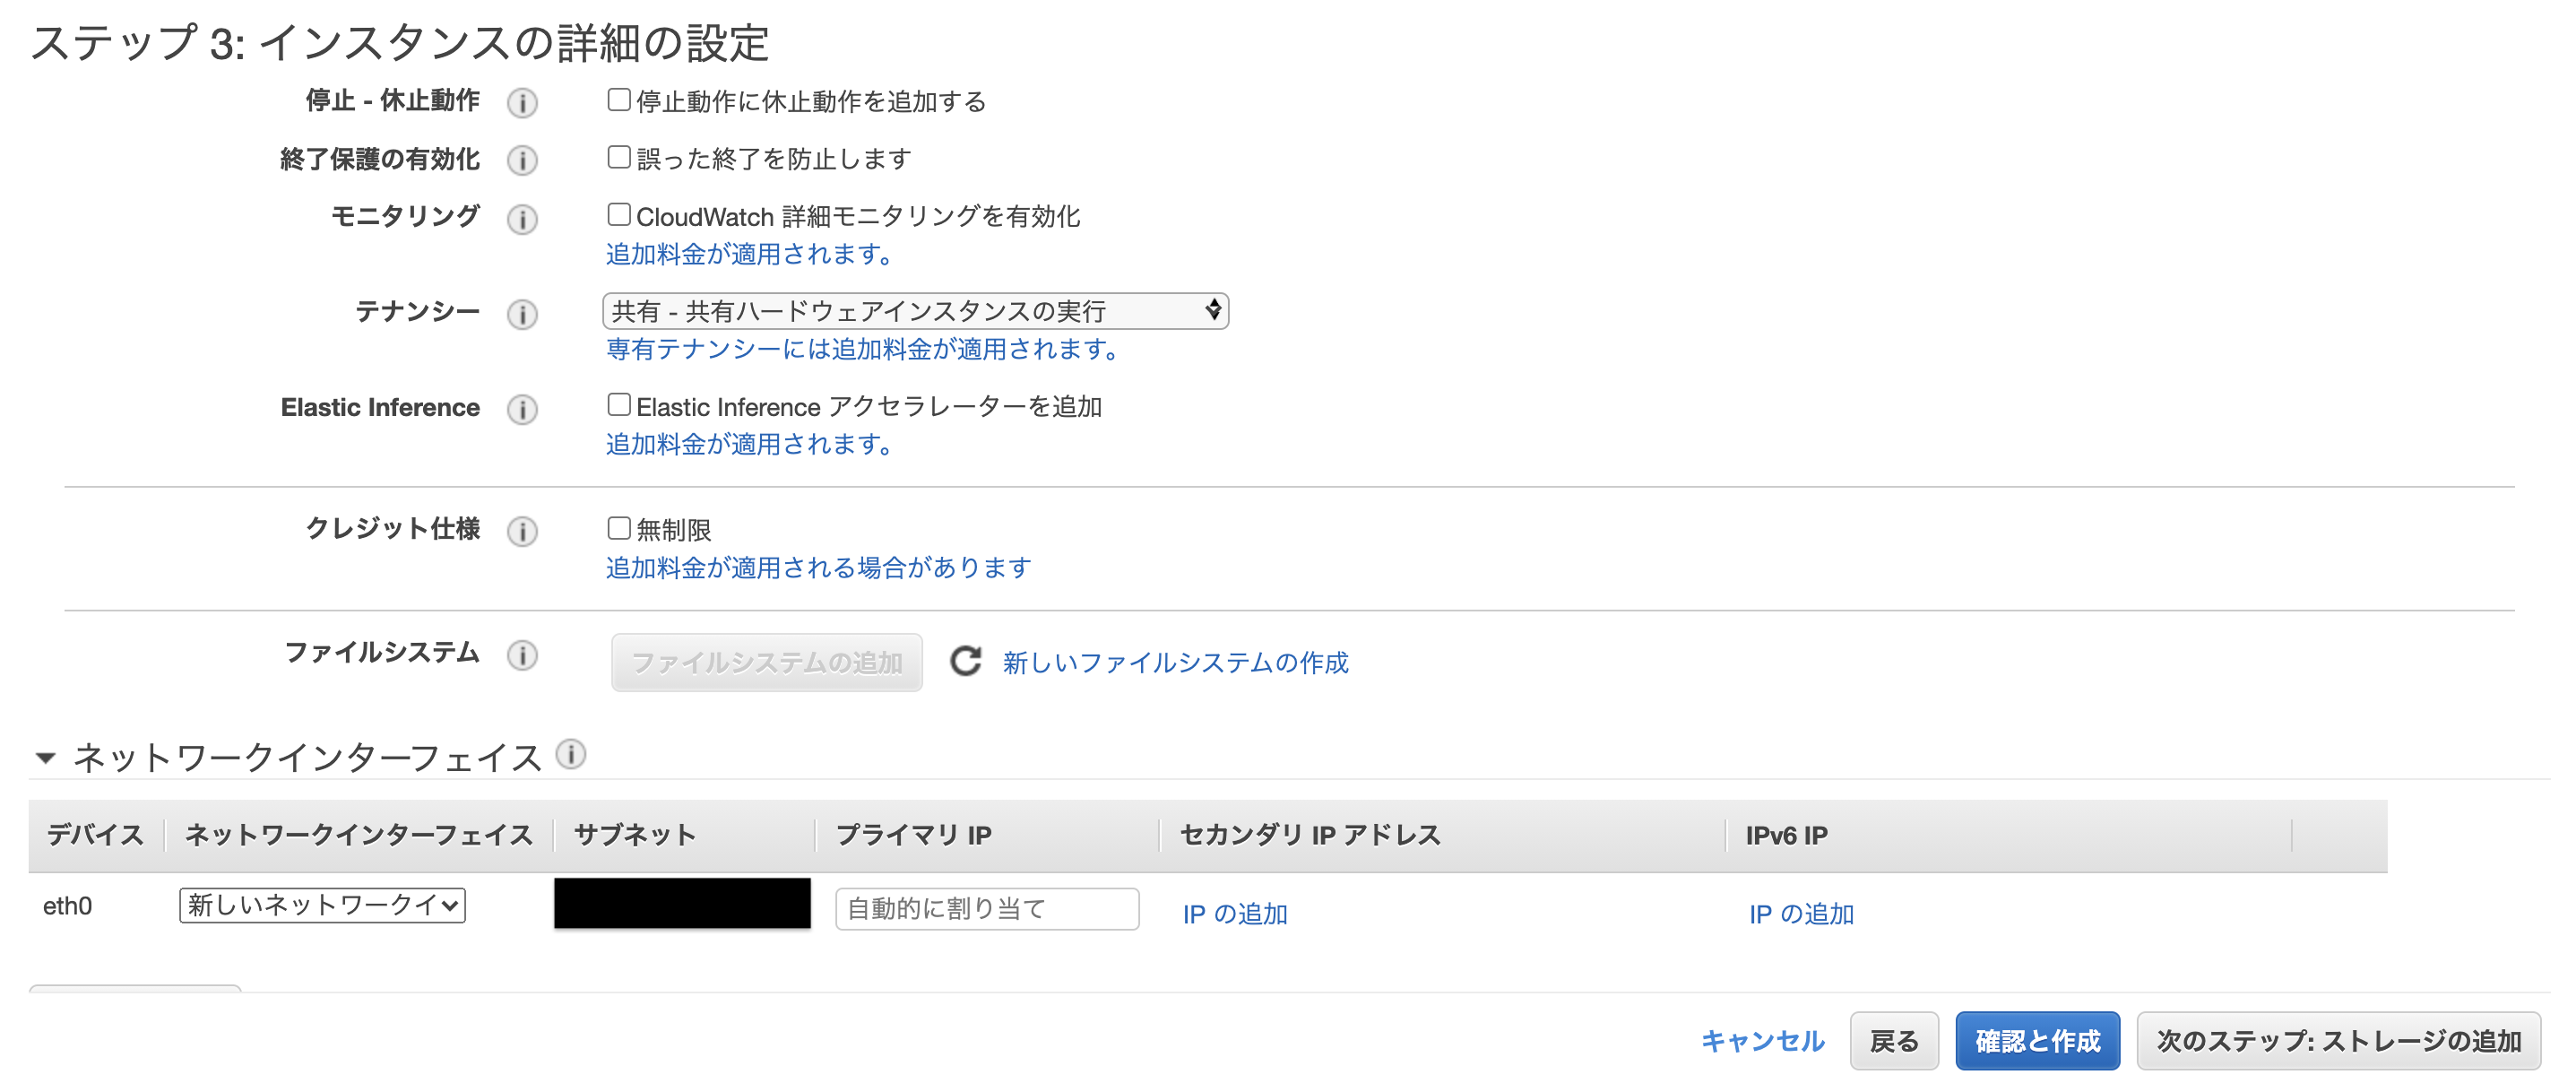 ステップ 3: インスタンスの詳細の設定
停止 - 休止動作 i 停止動作に休止動作を追加する
終了保護の有効化 i 誤った終了を防止します
モニタリング i CloudWatch 詳細モニタリングを有効化
追加料金が適用されます。
テナンシー i 共有 - 共有ハードウェアインスタンスの実行
専有テナンシーには追加料金が適用されます。
Elastic Inference i Elastic Inference アクセラレーターを追加
追加料金が適用されます。
クレジット仕様 i 無制限
追加料金が適用される場合があります
ファイルシステム i ファイルシステムの追加 新しいファイルシステムの作成
ネットワークインターフェイス i
デバイス ネットワークインターフェイス サブネット プライマリ IP セカンダリ IP アドレス IPv6 IP
eth0 新しいネットワークイ 自動的に割り当て IP の追加 IP の追加
キャンセル 戻る 確認と作成 次のステップ: ストレージの追加